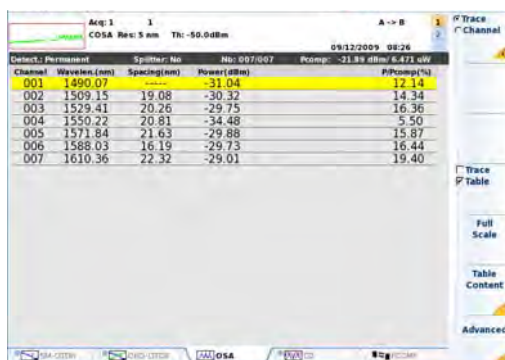 Acq: 1 1 A -> B 1
COSA Res: 5 nm Th: -50.0dBm 2
09/12/2009 08:26
Detect.: Permanent Splitter: No No: 007/007 Pcomp: -21.89 dBm/ 6.471 uW
Channel Wavelen.(nm) Spacing(nm) Power(dBm) P/Pcomp(%)
001 1490.07 ----- -31.04 12.14
002 1509.15 19.08 -30.32 14.34
003 1529.41 20.26 -29.75 16.36
004 1550.22 20.81 -34.48 5.50
005 1571.84 21.63 -29.88 15.87
006 1588.03 16.19 -29.73 16.44
007 1610.36 22.32 -29.01 19.40
Trace
Channel
Trace
Table
Full
Scale
Table
Content
Advanced
SM-OTDR OSA CD